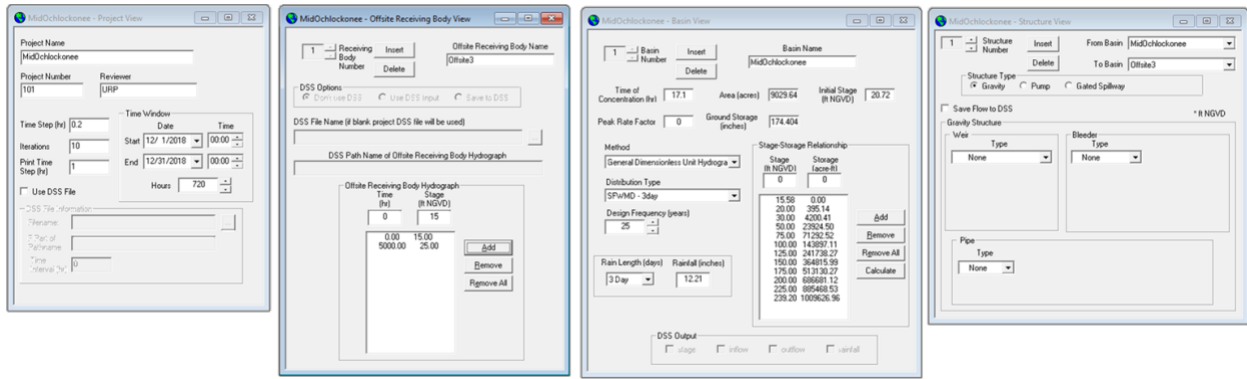 MidOchlockonee - Project View
Project Name
MidOchlockonee
Project Number Reviewer
101 URP
Time Step (hr) 0.2
Iterations 10
Print Time Step (hr) 1
Time Window
Date Time
Start 12/ 1/2018 00:00
End 12/31/2018 00:00
Hours 720
Use DSS File
DSS File Information
Filename:
Pathname
Time Interval (hr) 0
MidOchlockonee - Offsite Receiving Body View
1 Receiving Body Number
Insert
Delete
Offsite Receiving Body Name
Offsite3
DSS Options
Don't use DSS Use DSS input Save to DSS
DSS File Name (if blank project DSS file will be used)
...
DSS Path Name of Offsite Receiving Body Hydrograph
Offsite Receiving Body Hydrograph
Time (hr) Stage (ft NGVD)
0 15
0.00 15.00
5000.00 25.00
Add
Remove
Remove All
MidOchlockonee - Basin View
1 Basin Number
Insert
Delete
Basin Name
MidOchlockonee
Time of Concentration (hr) 17.1
Area (acres) 9029.64
Initial Stage (ft NGVD) 20.72
Peak Rate Factor 0
Ground Storage (inches) 174.404
Method
General Dimensionless Unit Hydrogra
Distribution Type
SFWMD - 3day
Design Frequency (years)
25
Rain Length (days) Rainfall (inches)
3 Day 12.21
Stage-Storage Relationship
Stage (ft NGVD) Storage (acre-ft)
0 0
15.58 0.00
20.00 395.14
30.00 4200.41
50.00 23924.50
75.00 71292.52
100.00 143897.11
125.00 241738.27
150.00 364815.99
175.00 513130.27
200.00 686681.12
225.00 885468.53
239.20 1009626.96
Add
Remove
Remove All
Calculate
DSS Output
stage inflow outflow rainfall
MidOchlockonee - Structure View
1 Structure Number
Insert
Delete
From Basin MidOchlockonee
To Basin Offsite3
Structure Type
Gravity Pump Gated Spillway
Save Flow to DSS
* ft NGVD
Gravity Structure
Weir
Type
None
Bleeder
Type
None
Pipe
Type
None